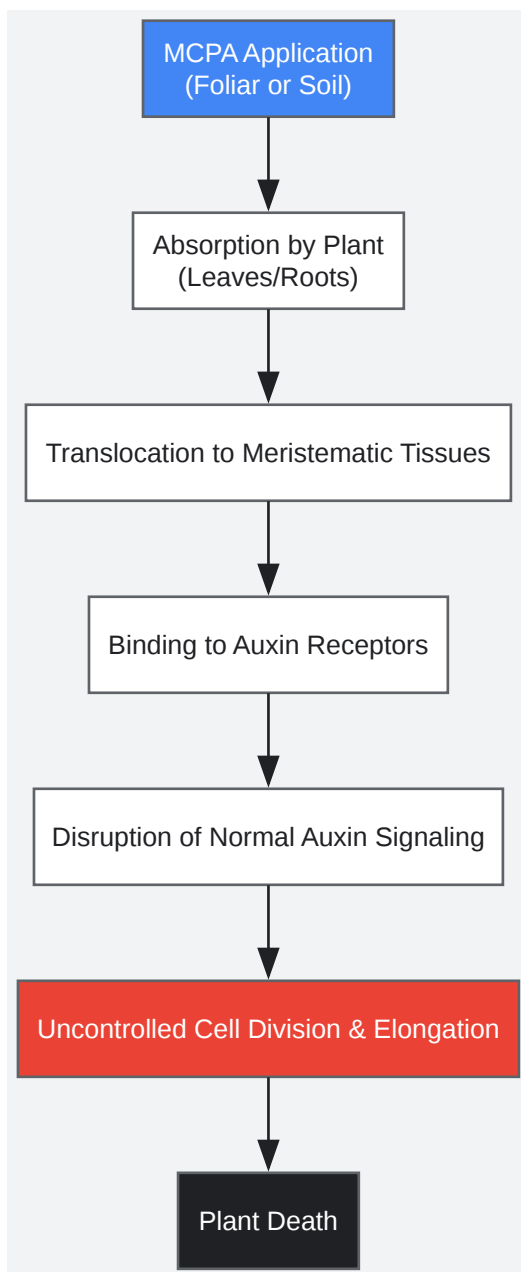 MCPA Application
(Foliar or Soil)
Absorption by Plant
(Leaves/Roots)
Translocation to Meristematic Tissues
Binding to Auxin Receptors
Disruption of Normal Auxin Signaling
Uncontrolled Cell Division & Elongation
Plant Death